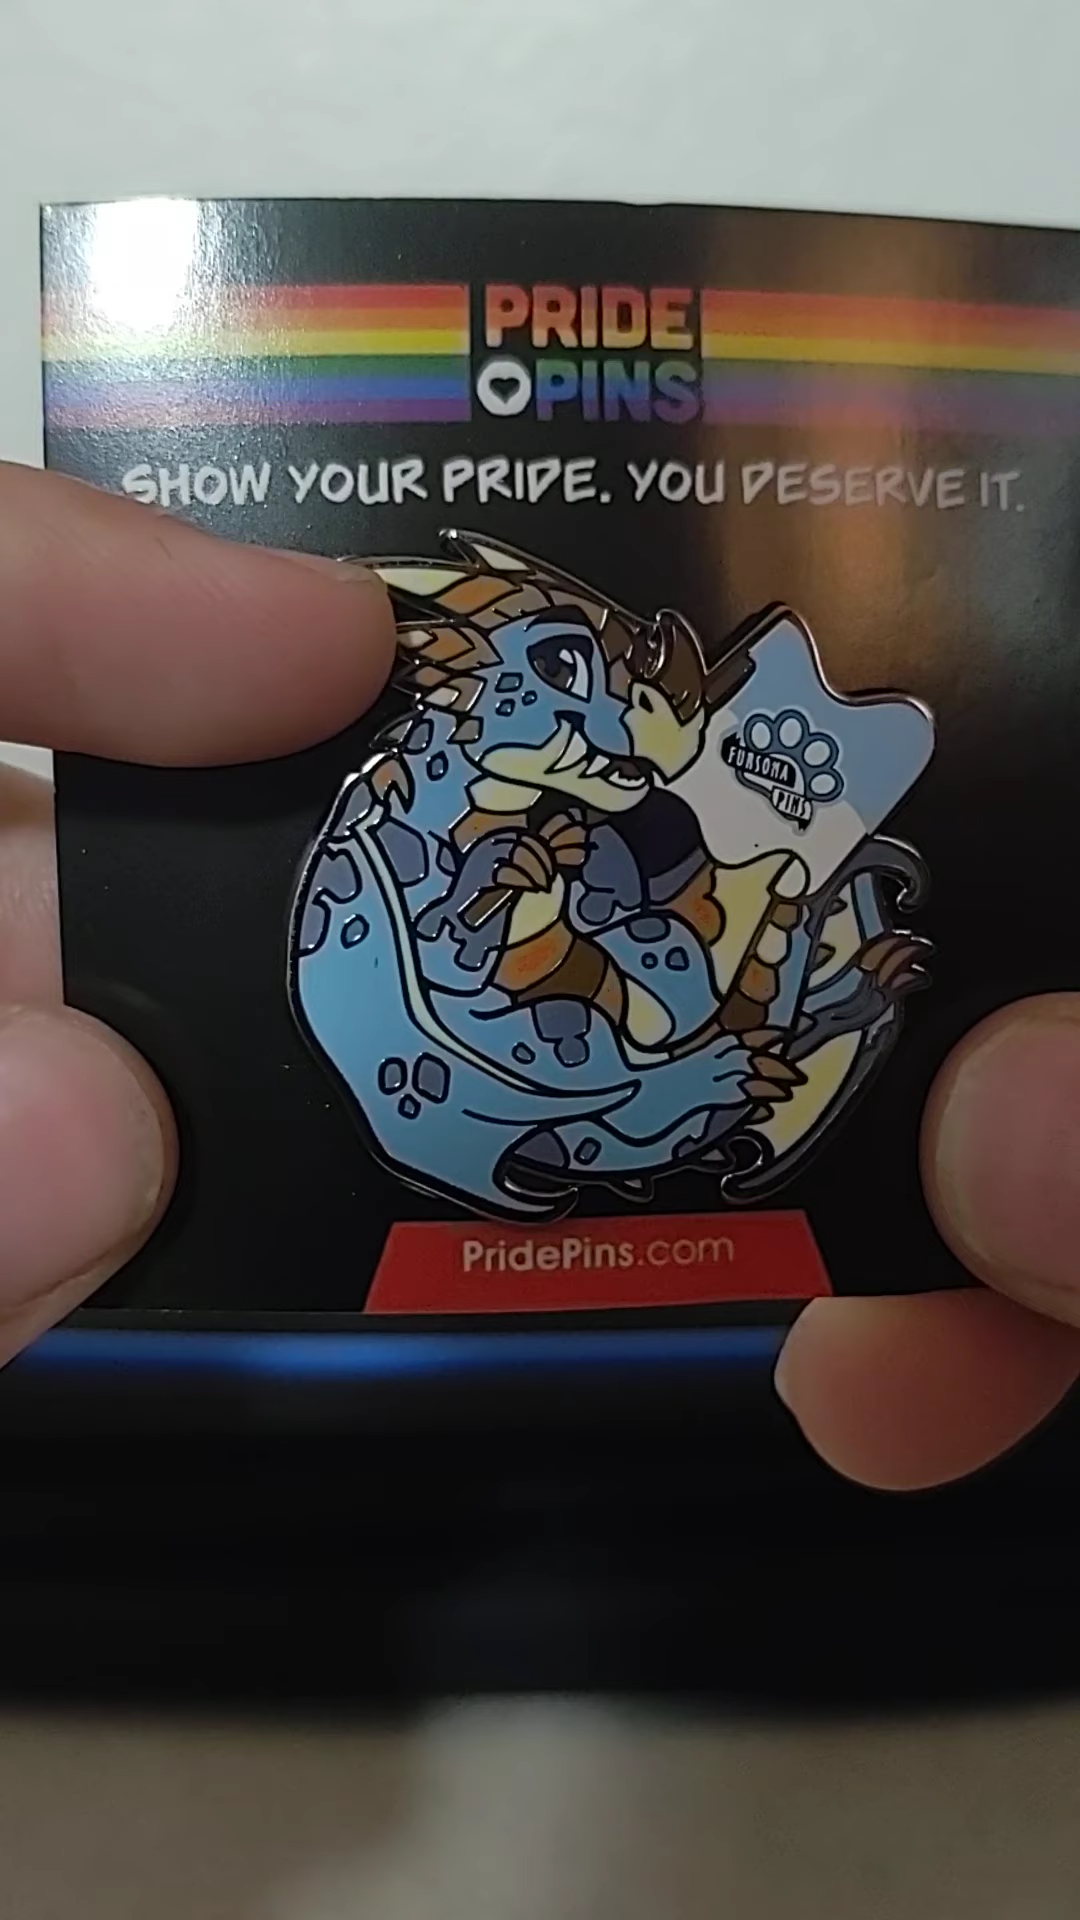 PRIDE
PINS
SHOW YOUR PRIDE. YOU DESERVE IT.
FURSONA
PINS
PridePins.com